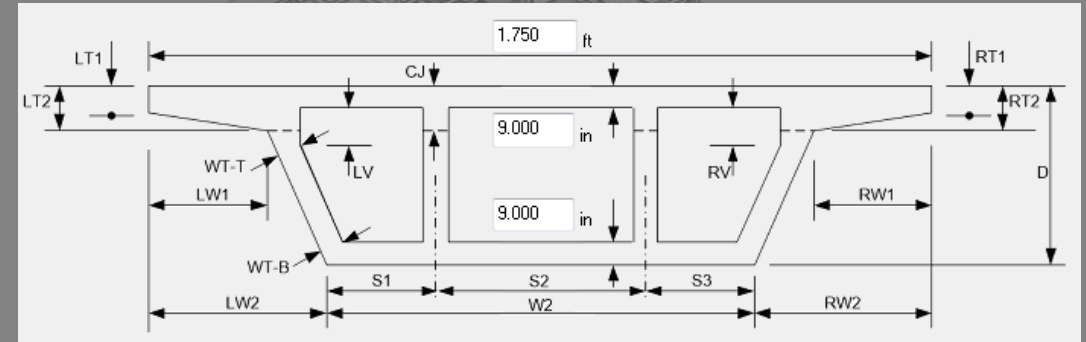 1.750 ft
LT1
CJ
RT1
LT2
RT2
9.000 in
WT-T
LV
RV
D
LW1
RW1
9.000 in
WT-B
S1
S2
S3
LW2
W2
RW2